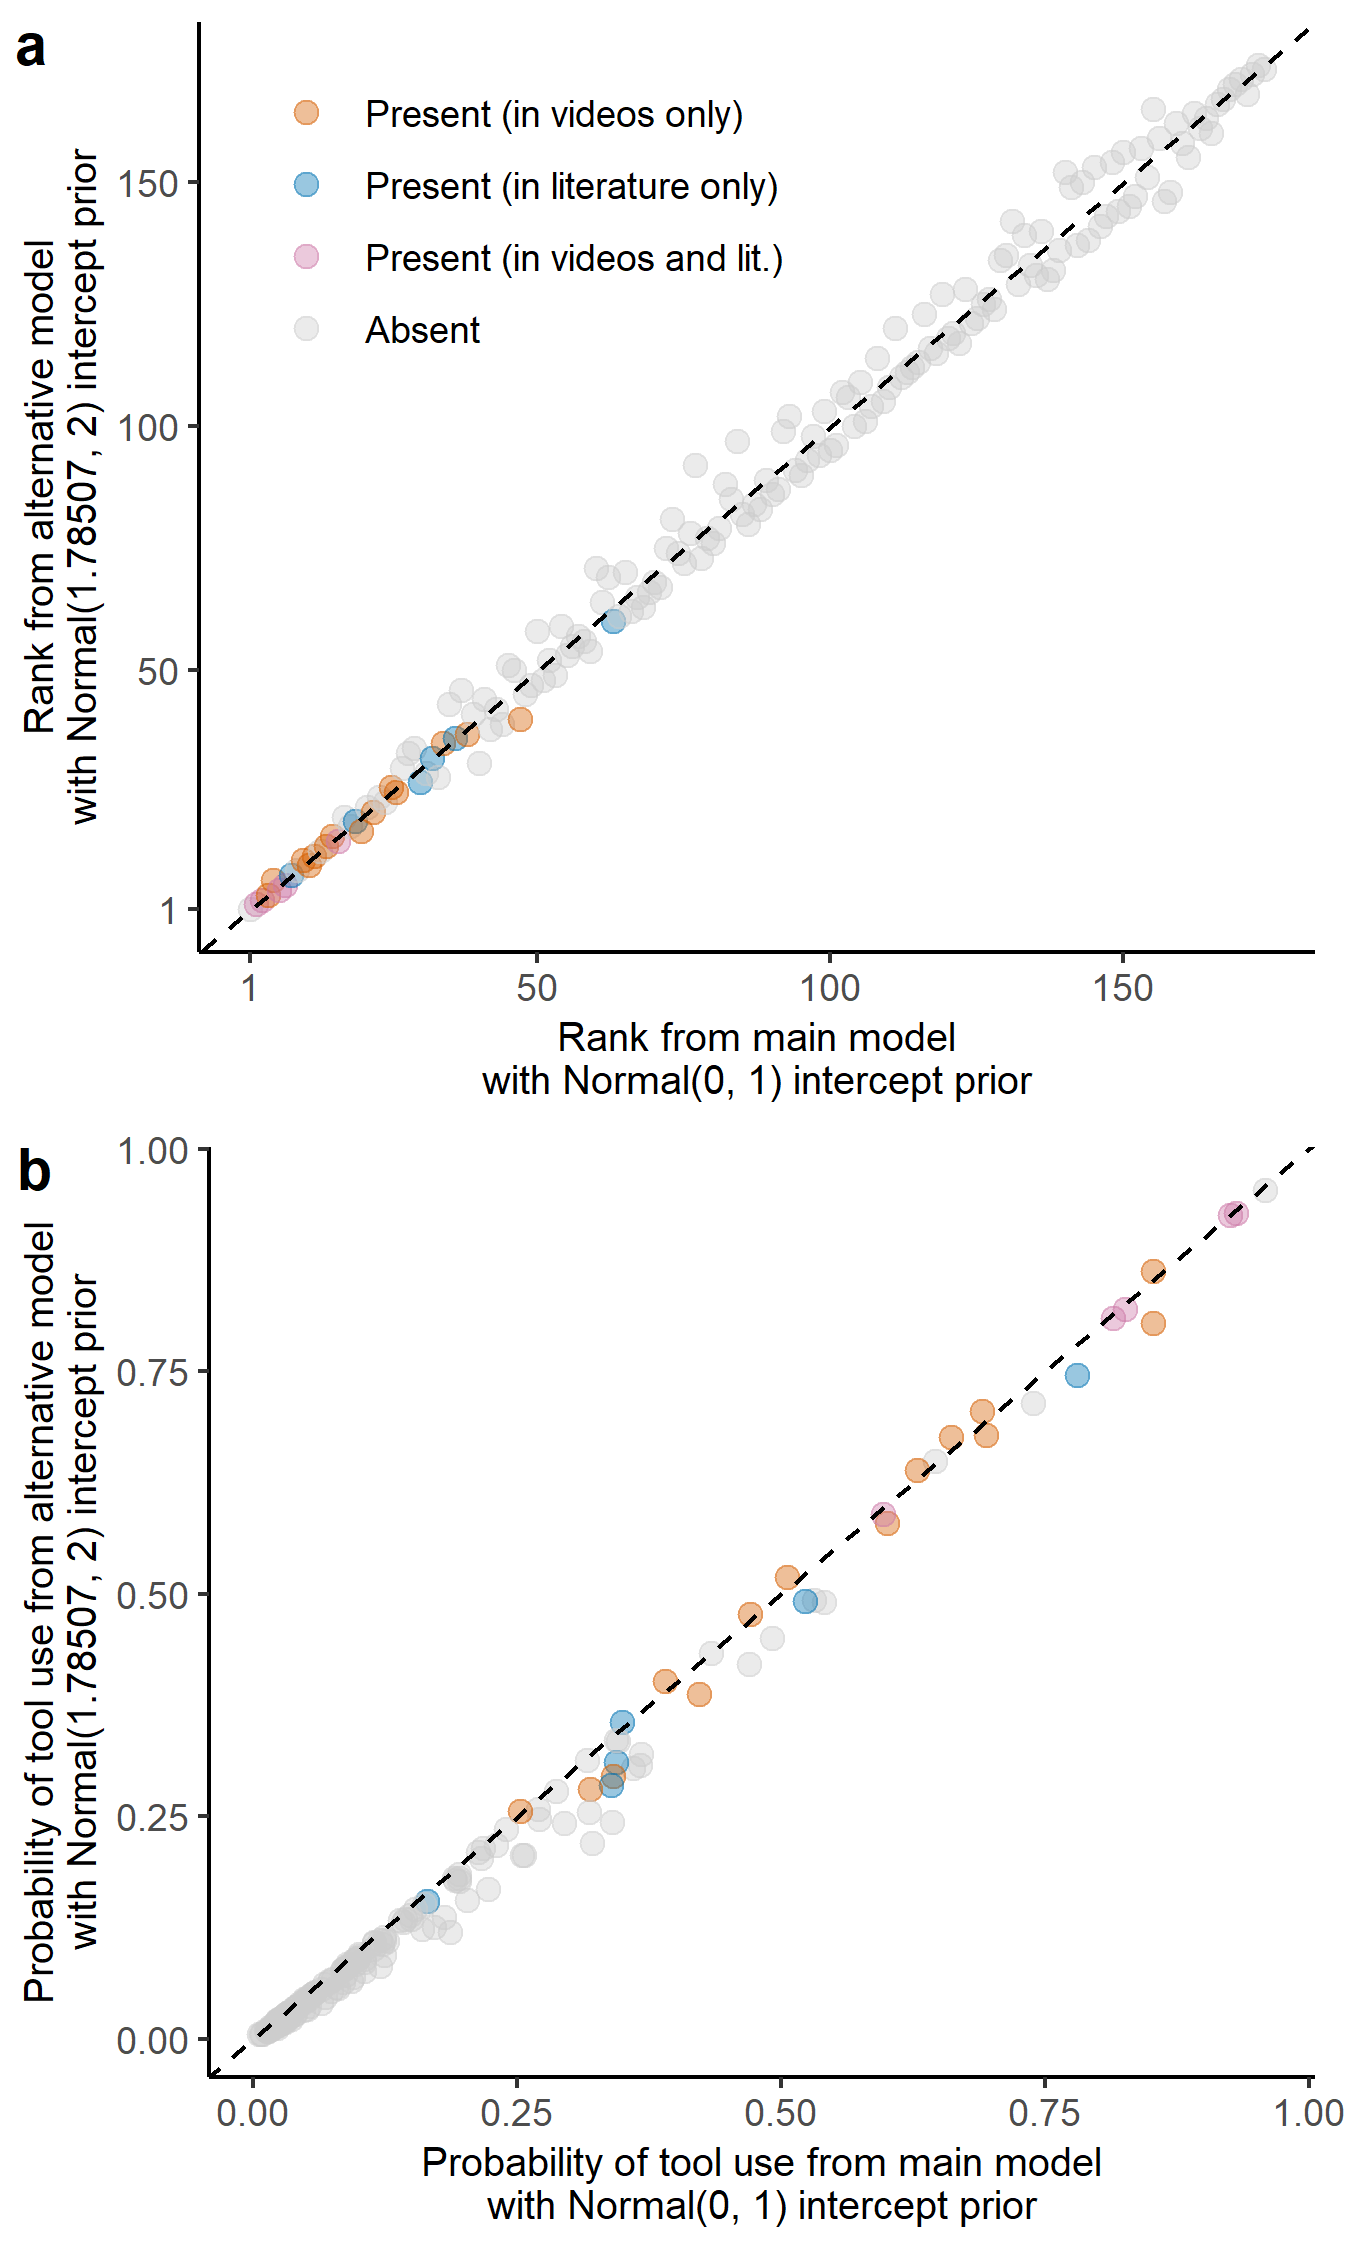 a
Present (in videos only)
Present (in literature only)
Present (in videos and lit.)
Absent
Rank from alternative model
with Normal(1.78507, 2) intercept prior
150
100
50
1
1 50 100 150
Rank from main model
with Normal(0, 1) intercept prior
b
Probability of tool use from alternative model
with Normal(1.78507, 2) intercept prior
1.00
0.75
0.50
0.25
0.00
0.00 0.25 0.50 0.75 1.00
Probability of tool use from main model
with Normal(0, 1) intercept prior